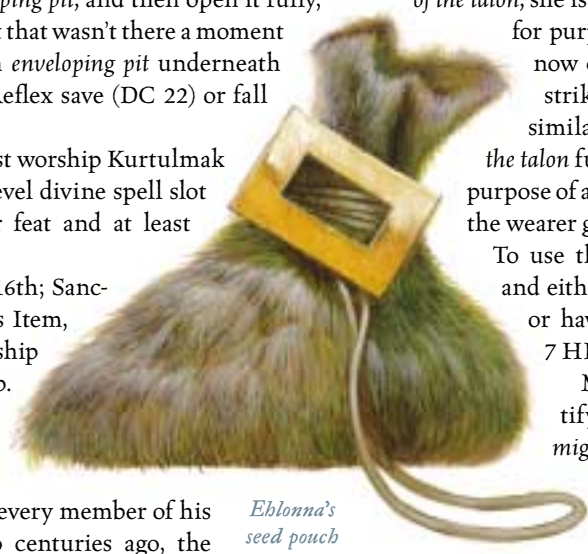 ping pit, and then open it fully,
that wasn't there a moment
enveloping pit underneath
Reflex save (DC 22) or fall
st worship Kurtulmak
level divine spell slot
feat and at least
16th; Sanc-
s Item,
ship
o.
every member of his
centuries ago, the
Ehlonna's
seed pouch
of the talon, she is
for purp
now
strik
simila
the talon fu
purpose of a
the wearer g
To use th
and eith
or hav
7 HD
M
tify
mig